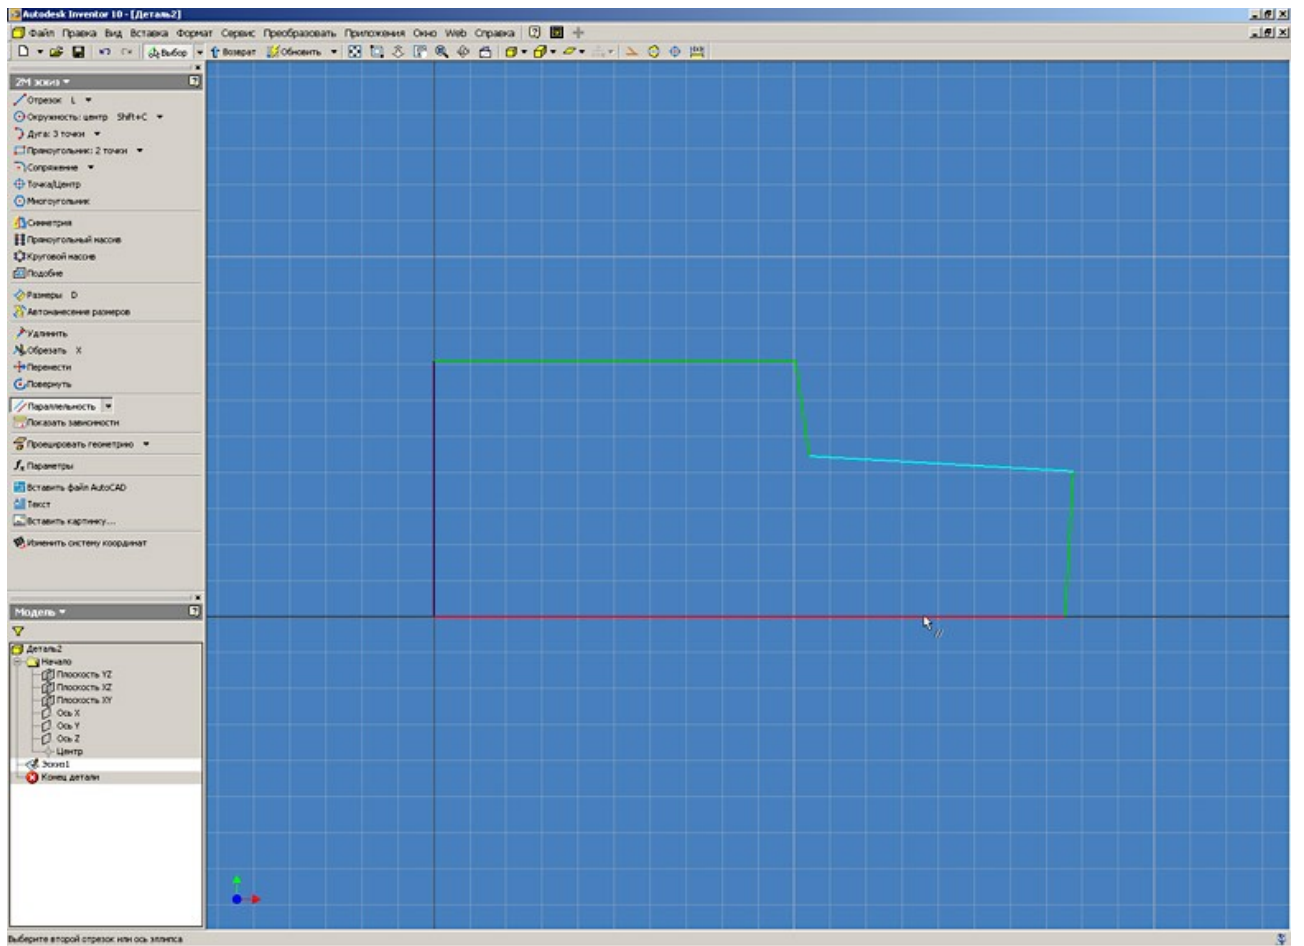 Autodesk Inventor 10 - [Деталь2]
Файл Правка Вид Вставка Формат Сервис Преобразовать Приложения Окно Web Справка
Выбор Возврат Обновить
2М эскиз
Отрезок L
Окружность: центр Shift+C
Дуга: 3 точки
Прямоугольник: 2 точки
Сопряжение
Точка/Центр
Многоугольник
Симметрия
Прямоугольный массив
Круговой массив
Подобие
Размеры D
Автонанесение размеров
Удлинить
Обрезать X
Перенести
Повернуть
Параллельность
Показать зависимости
Проецировать геометрию
fx Параметры
Вставить файл AutoCAD
Текст
Вставить картинку...
Изменить систему координат
Модель
Деталь2
Начало
Плоскость YZ
Плоскость XZ
Плоскость XY
Ось X
Ось Y
Ось Z
Центр
Эскиз1
Конец детали
Выберите второй отрезок или ось эллипса